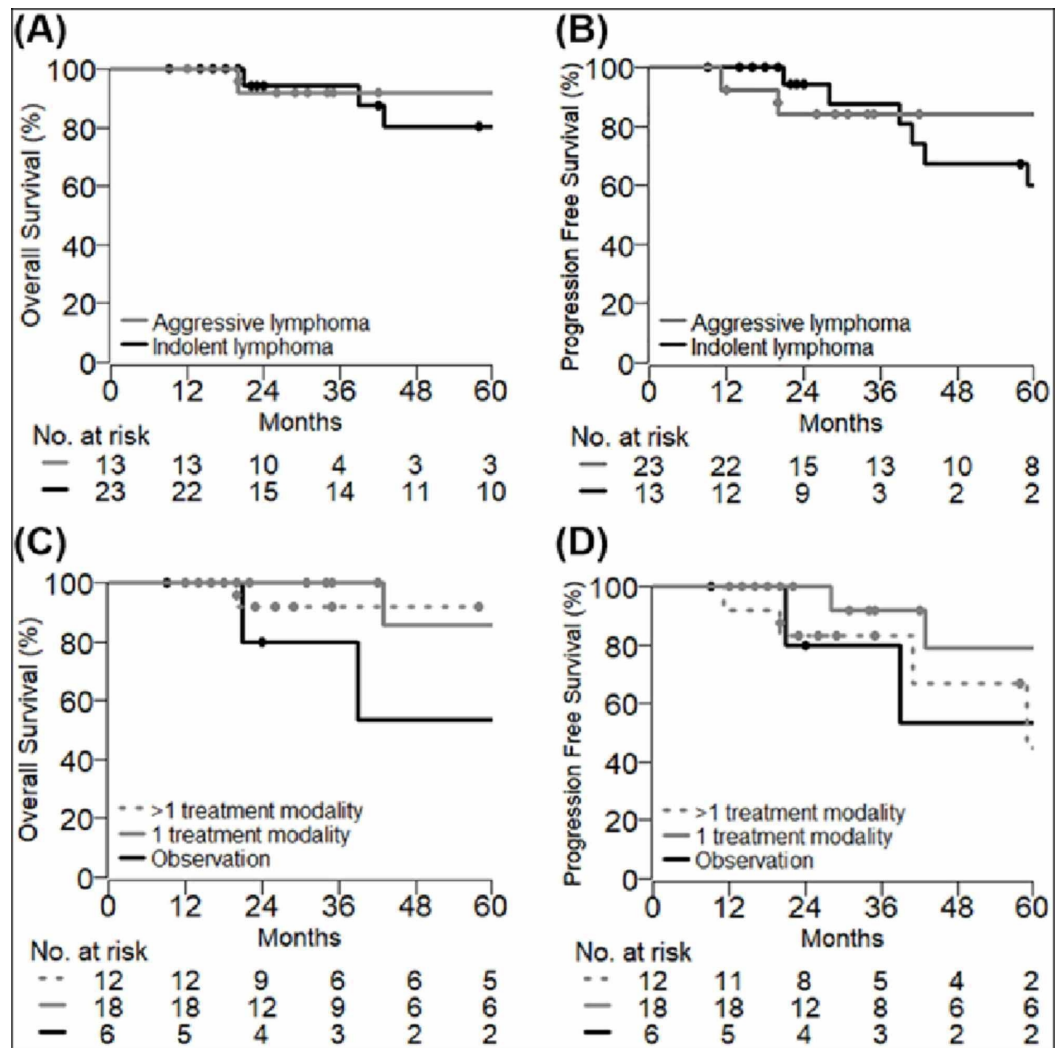 (A)
Overall Survival (%)
100
80
60
40
20
0
Aggressive lymphoma
Indolent lymphoma
0 12 24 36 48 60
Months
No. at risk
13 13 10 4 3 3
23 22 15 14 11 10
(B)
Progression Free Survival (%)
100
80
60
40
20
0
Aggressive lymphoma
Indolent lymphoma
0 12 24 36 48 60
Months
No. at risk
23 22 15 13 10 8
13 12 9 3 2 2
(C)
Overall Survival (%)
100
80
60
40
20
0
>1 treatment modality
1 treatment modality
Observation
0 12 24 36 48 60
Months
No. at risk
12 12 9 6 6 5
18 18 12 9 6 6
6 5 4 3 2 2
(D)
Progression Free Survival (%)
100
80
60
40
20
0
>1 treatment modality
1 treatment modality
Observation
0 12 24 36 48 60
Months
No. at risk
12 11 8 5 4 2
18 18 12 8 6 6
6 5 4 3 2 2